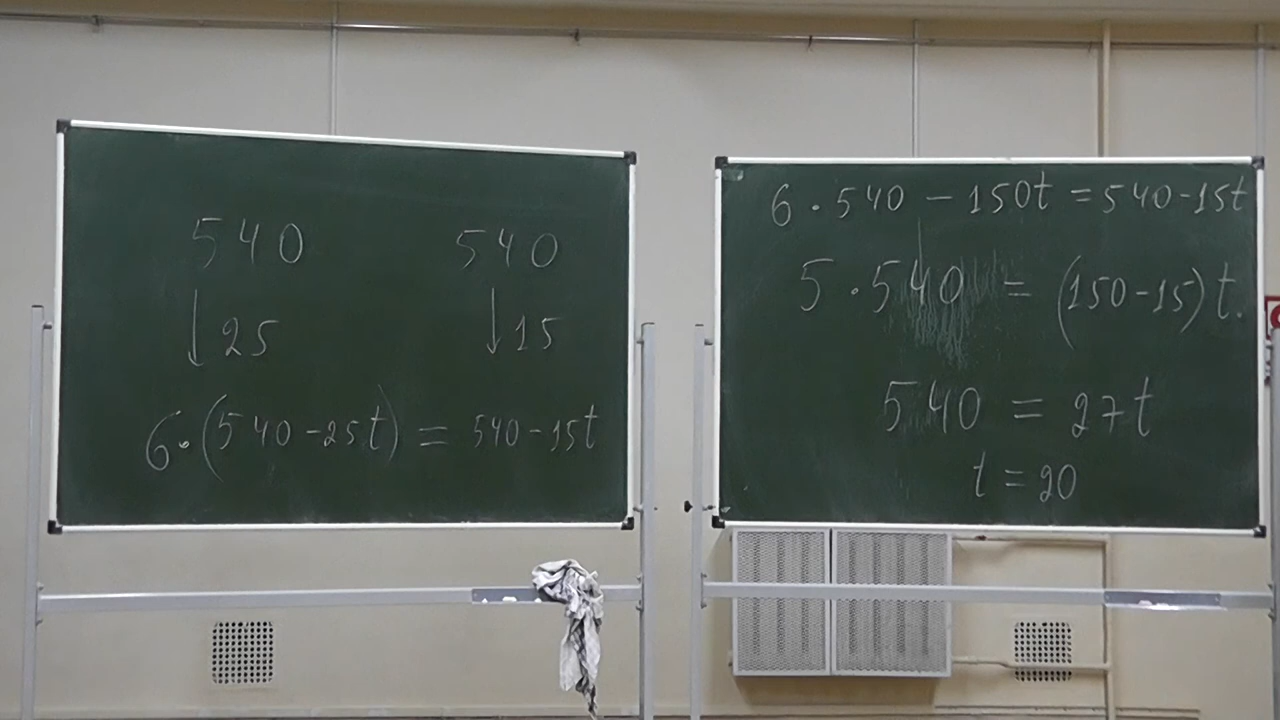 540 540
↓25 ↓15
6·(540-25t) = 540-15t
6·540 - 150t = 540-15t
5·540 = (150-15)t.
540 = 27t
t = 20